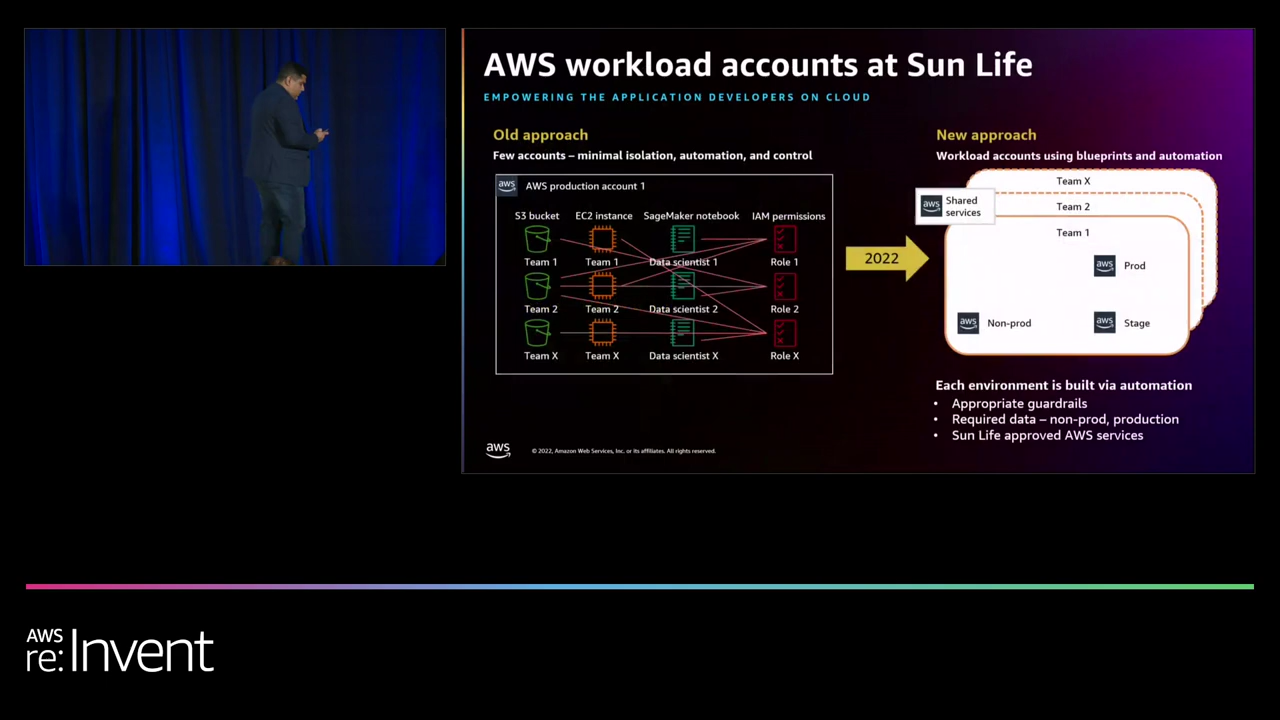 AWS workload accounts at Sun Life
EMPOWERING THE APPLICATION DEVELOPERS ON CLOUD
Old approach
Few accounts – minimal isolation, automation, and control
aws AWS production account 1
S3 bucket EC2 instance SageMaker notebook IAM permissions
Team 1 Team 1 Data scientist 1 Role 1
Team 2 Team 2 Data scientist 2 Role 2
Team X Team X Data scientist X Role X
2022
New approach
Workload accounts using blueprints and automation
Team X
aws Shared
services
Team 2
Team 1
aws Prod
aws Non-prod
aws Stage
Each environment is built via automation
• Appropriate guardrails
• Required data – non-prod, production
• Sun Life approved AWS services
aws
© 2022, Amazon Web Services, Inc. or its affiliates. All rights reserved.
AWS
re:Invent